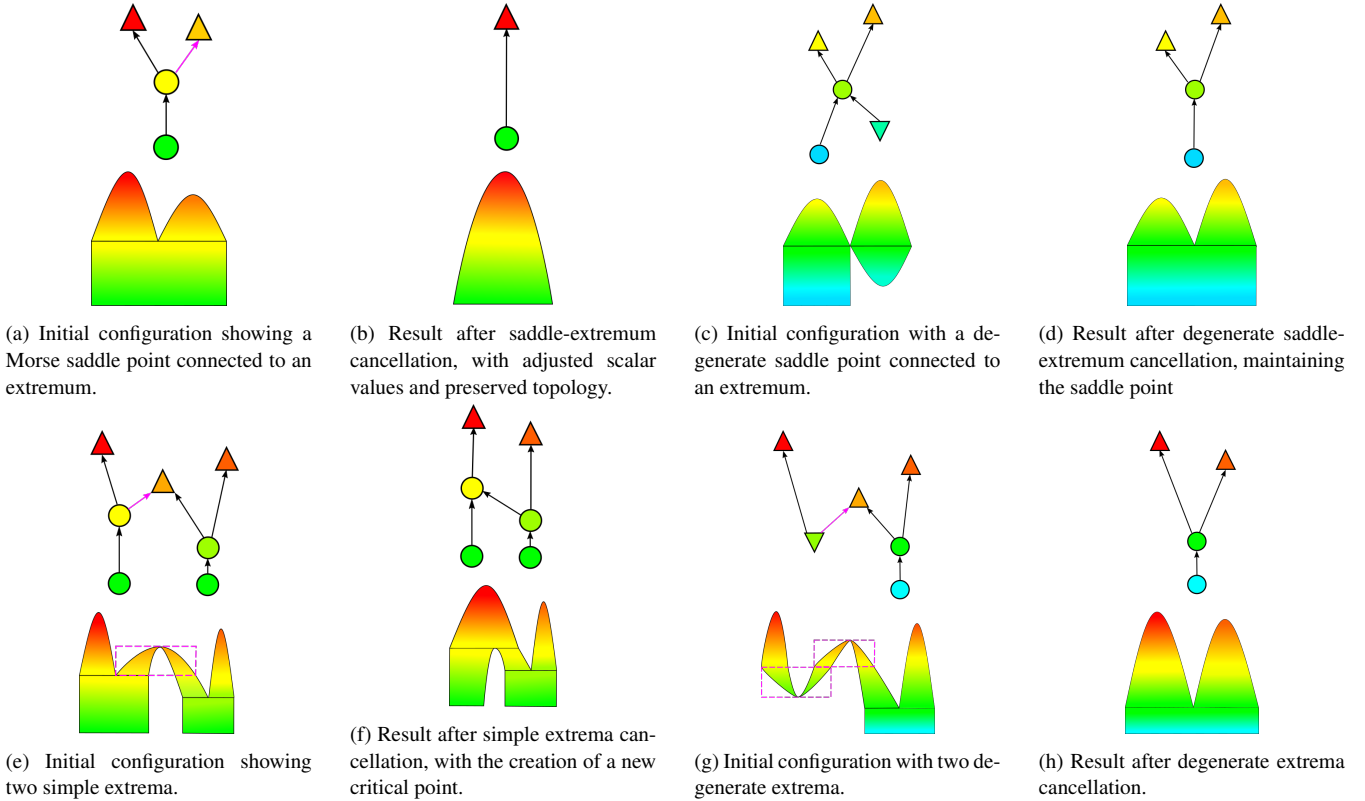 (a) Initial configuration showing a
Morse saddle point connected to an
extremum.
(b) Result after saddle-extremum
cancellation, with adjusted scalar
values and preserved topology.
(c) Initial configuration with a de-
generate saddle point connected to
an extremum.
(d) Result after degenerate saddle-
extremum cancellation, maintaining
the saddle point
(e) Initial configuration showing
two simple extrema.
(f) Result after simple extrema can-
cellation, with the creation of a new
critical point.
(g) Initial configuration with two de-
generate extrema.
(h) Result after degenerate extrema
cancellation.